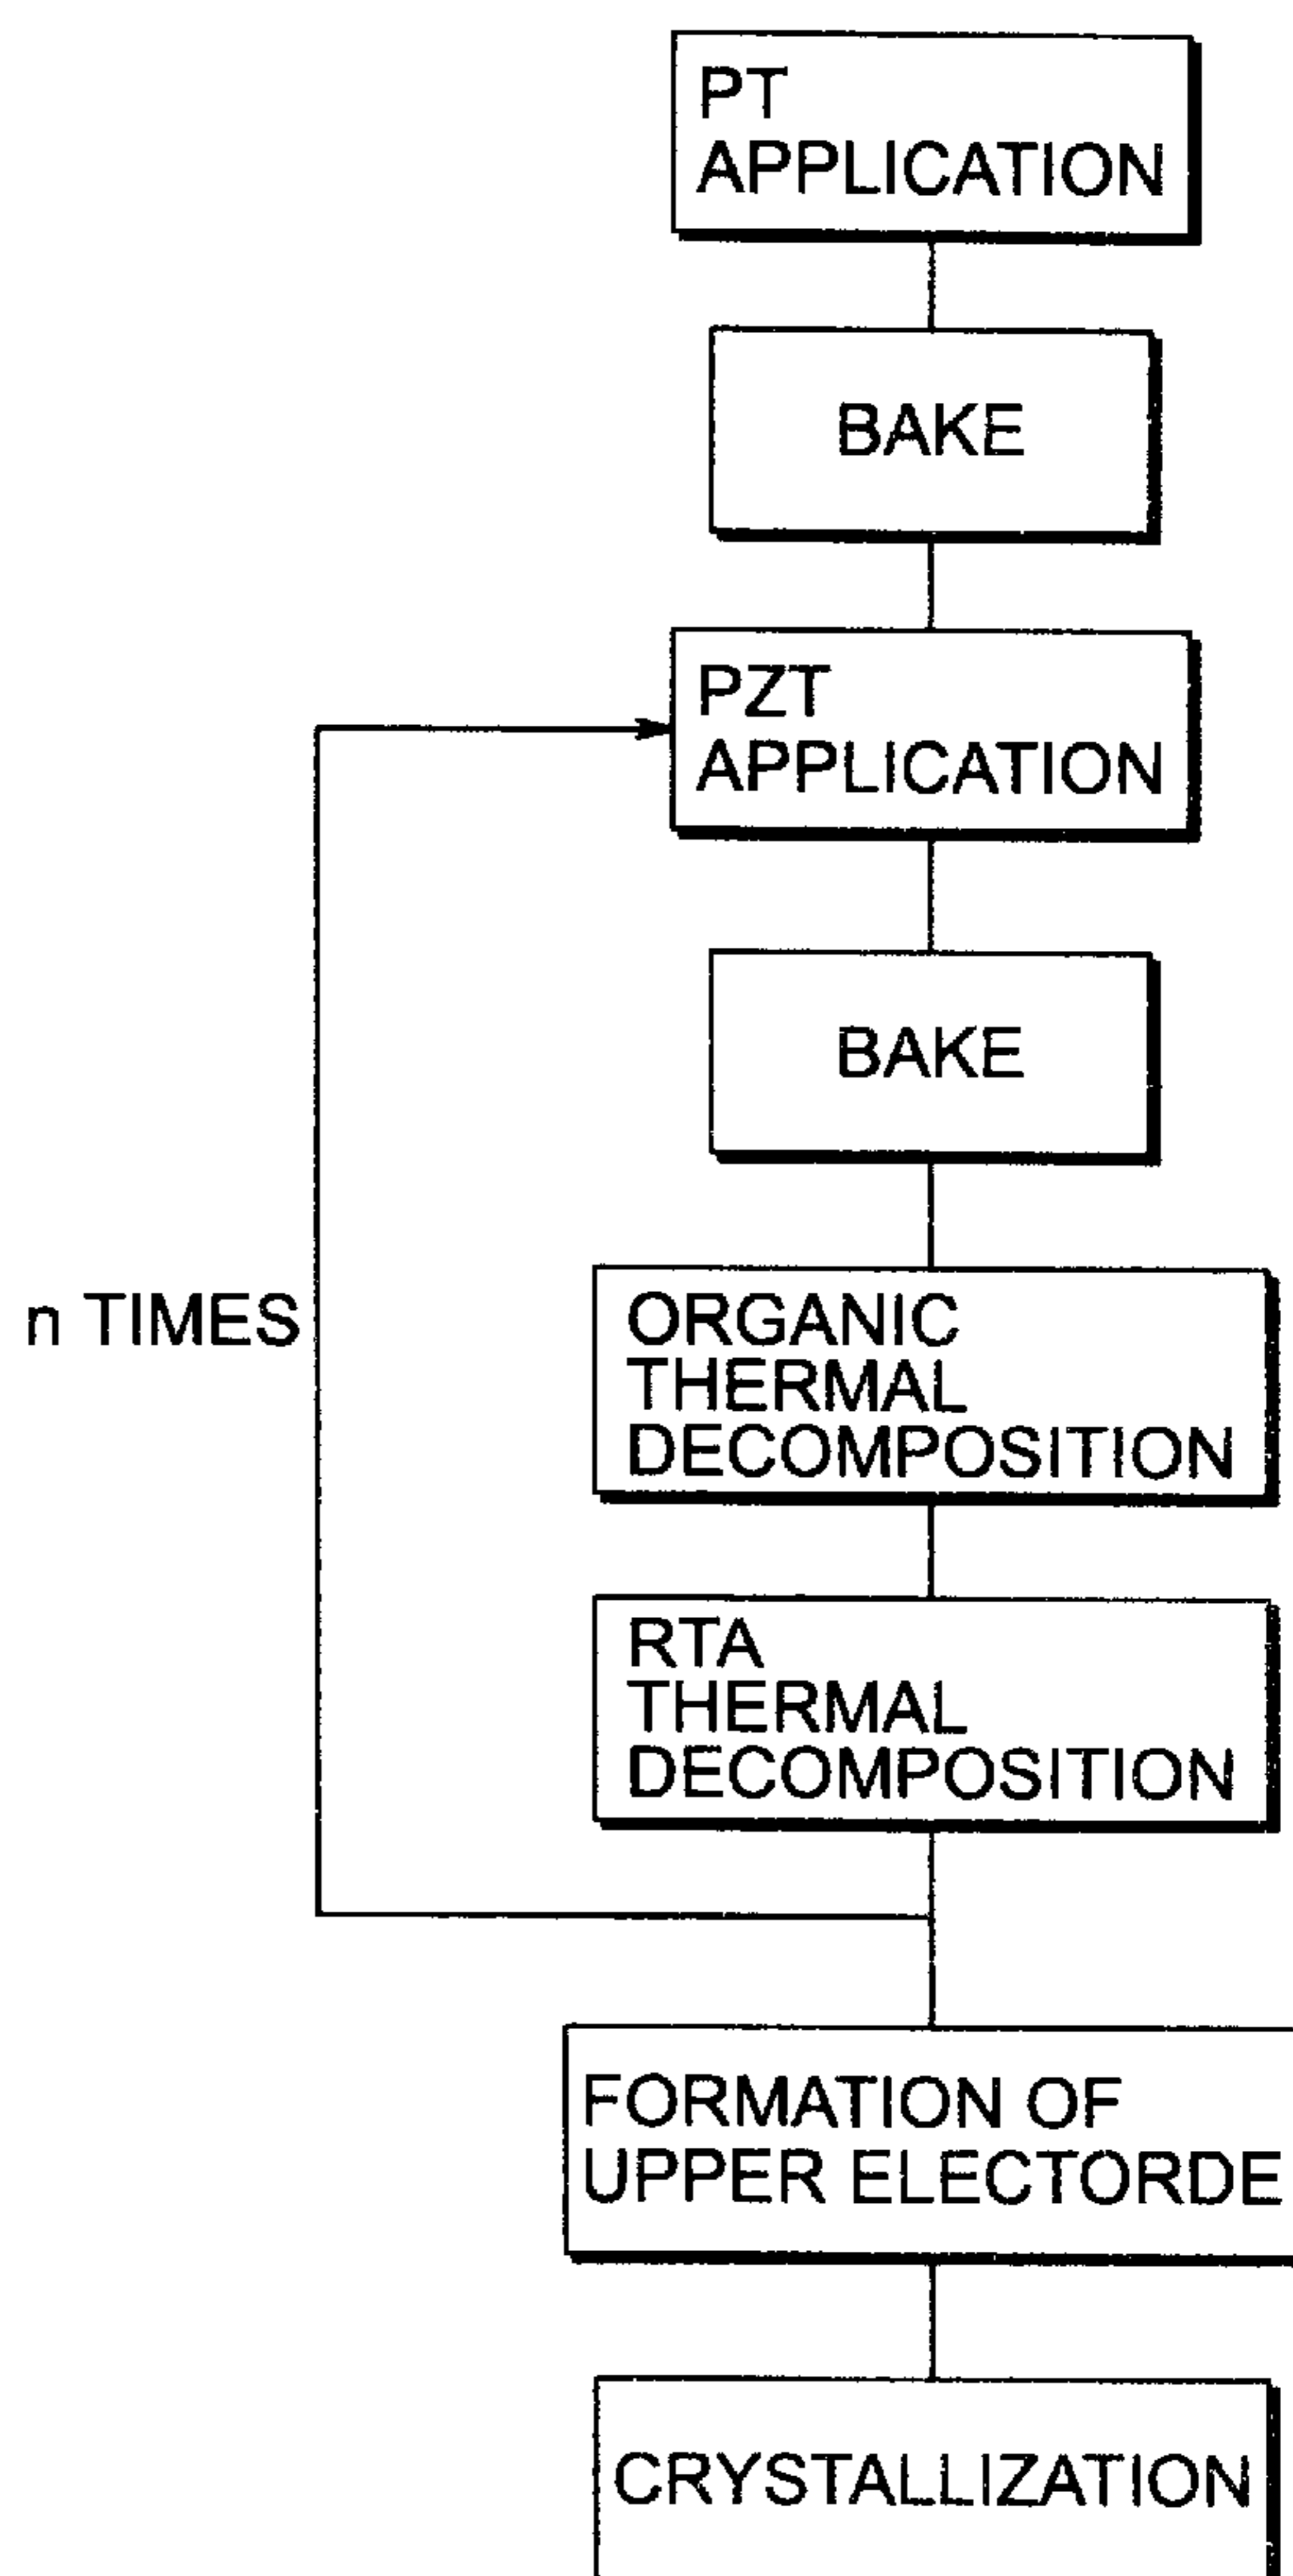 PT
APPLICATION
BAKE
PZT
APPLICATION
BAKE
n TIMES
ORGANIC
THERMAL
DECOMPOSITION
RTA
THERMAL
DECOMPOSITION
FORMATION OF
UPPER ELECTORDE
CRYSTALLIZATION